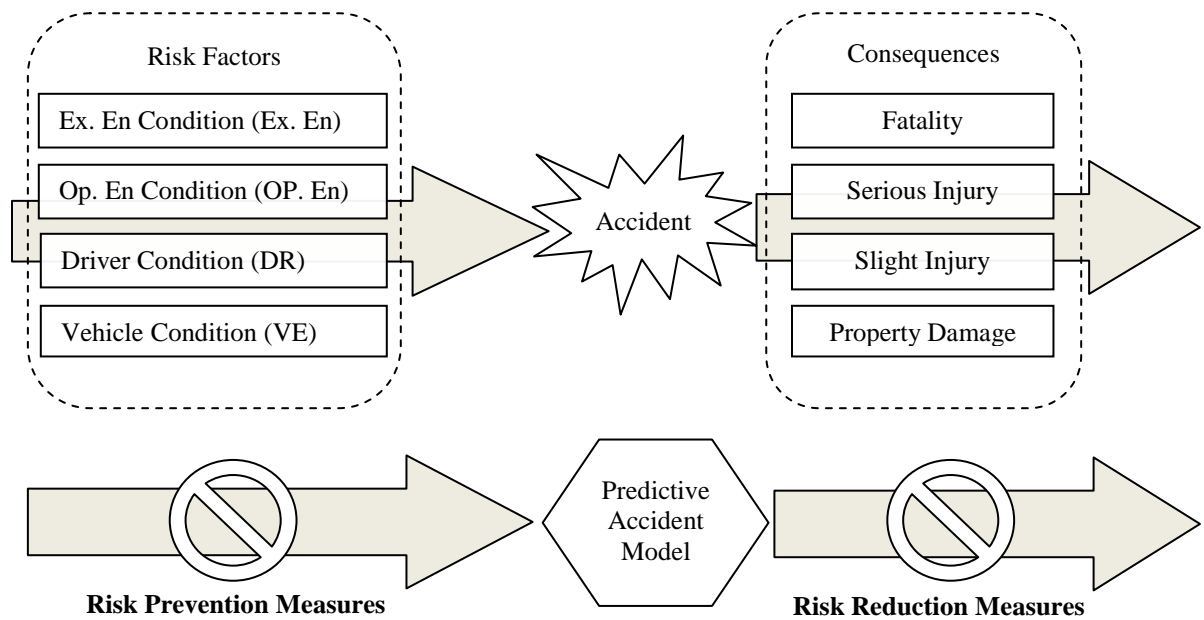 Risk Factors
Ex. En Condition (Ex. En)
Op. En Condition (OP. En)
Driver Condition (DR)
Vehicle Condition (VE)
Accident
Consequences
Fatality
Serious Injury
Slight Injury
Property Damage
Predictive
Accident
Model
Risk Prevention Measures
Risk Reduction Measures